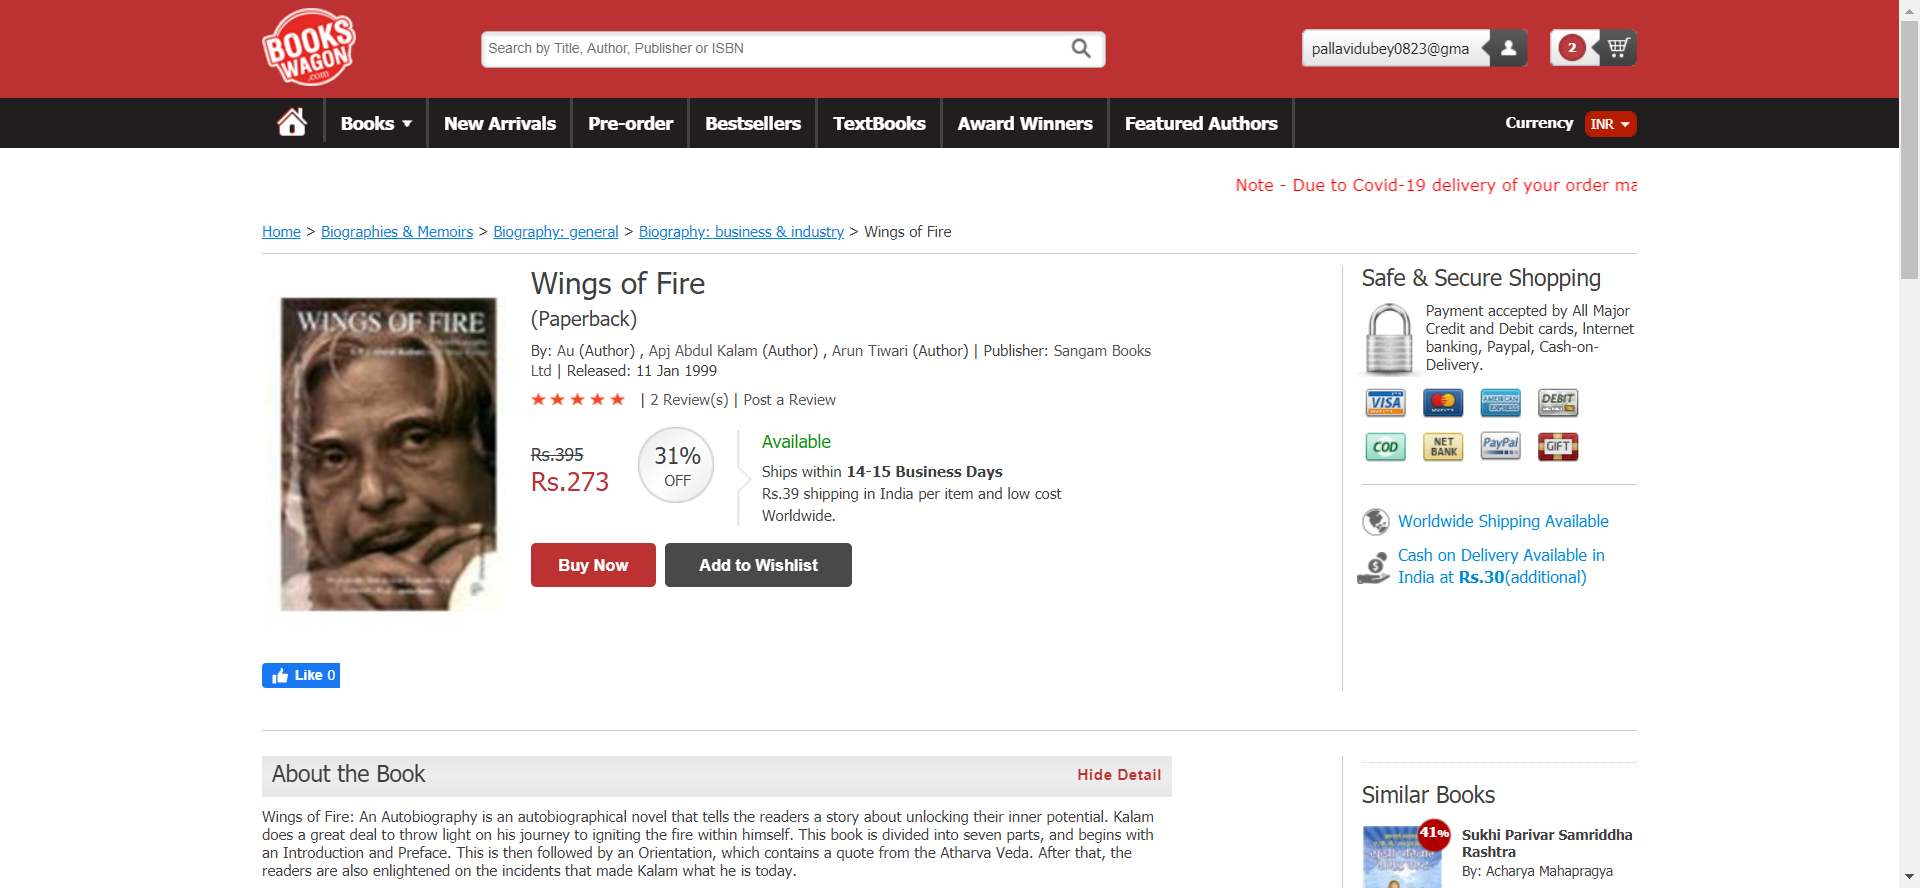 BOOKS
WAGON
.com
Search by Title, Author, Publisher or ISBN
pallavidubey0823@gma
2
Books
New Arrivals
Pre-order
Bestsellers
TextBooks
Award Winners
Featured Authors
Currency
INR
Note - Due to Covid-19 delivery of your order ma
Home > Biographies & Memoirs > Biography: general > Biography: business & industry > Wings of Fire
WINGS OF FIRE
Wings of Fire
(Paperback)
By: Au (Author) , Apj Abdul Kalam (Author) , Arun Tiwari (Author) | Publisher: Sangam Books
Ltd | Released: 11 Jan 1999
| 2 Review(s) | Post a Review
Rs.395
Rs.273
31%
OFF
Available
Ships within 14-15 Business Days
Rs.39 shipping in India per item and low cost
Worldwide.
Buy Now
Add to Wishlist
Like 0
Safe & Secure Shopping
Payment accepted by All Major
Credit and Debit cards, Internet
banking, Paypal, Cash-on-
Delivery.
VISA
AMERICAN
EXPRESS
DEBIT
COD
NET
BANK
PayPal
GIFT
Worldwide Shipping Available
Cash on Delivery Available in
India at Rs.30(additional)
About the Book
Hide Detail
Wings of Fire: An Autobiography is an autobiographical novel that tells the readers a story about unlocking their inner potential. Kalam
does a great deal to throw light on his journey to igniting the fire within himself. This book is divided into seven parts, and begins with
an Introduction and Preface. This is then followed by an Orientation, which contains a quote from the Atharva Veda. After that, the
readers are also enlightened on the incidents that made Kalam what he is today.
Similar Books
41%
Sukhi Parivar Samriddha
Rashtra
By: Acharya Mahapragya